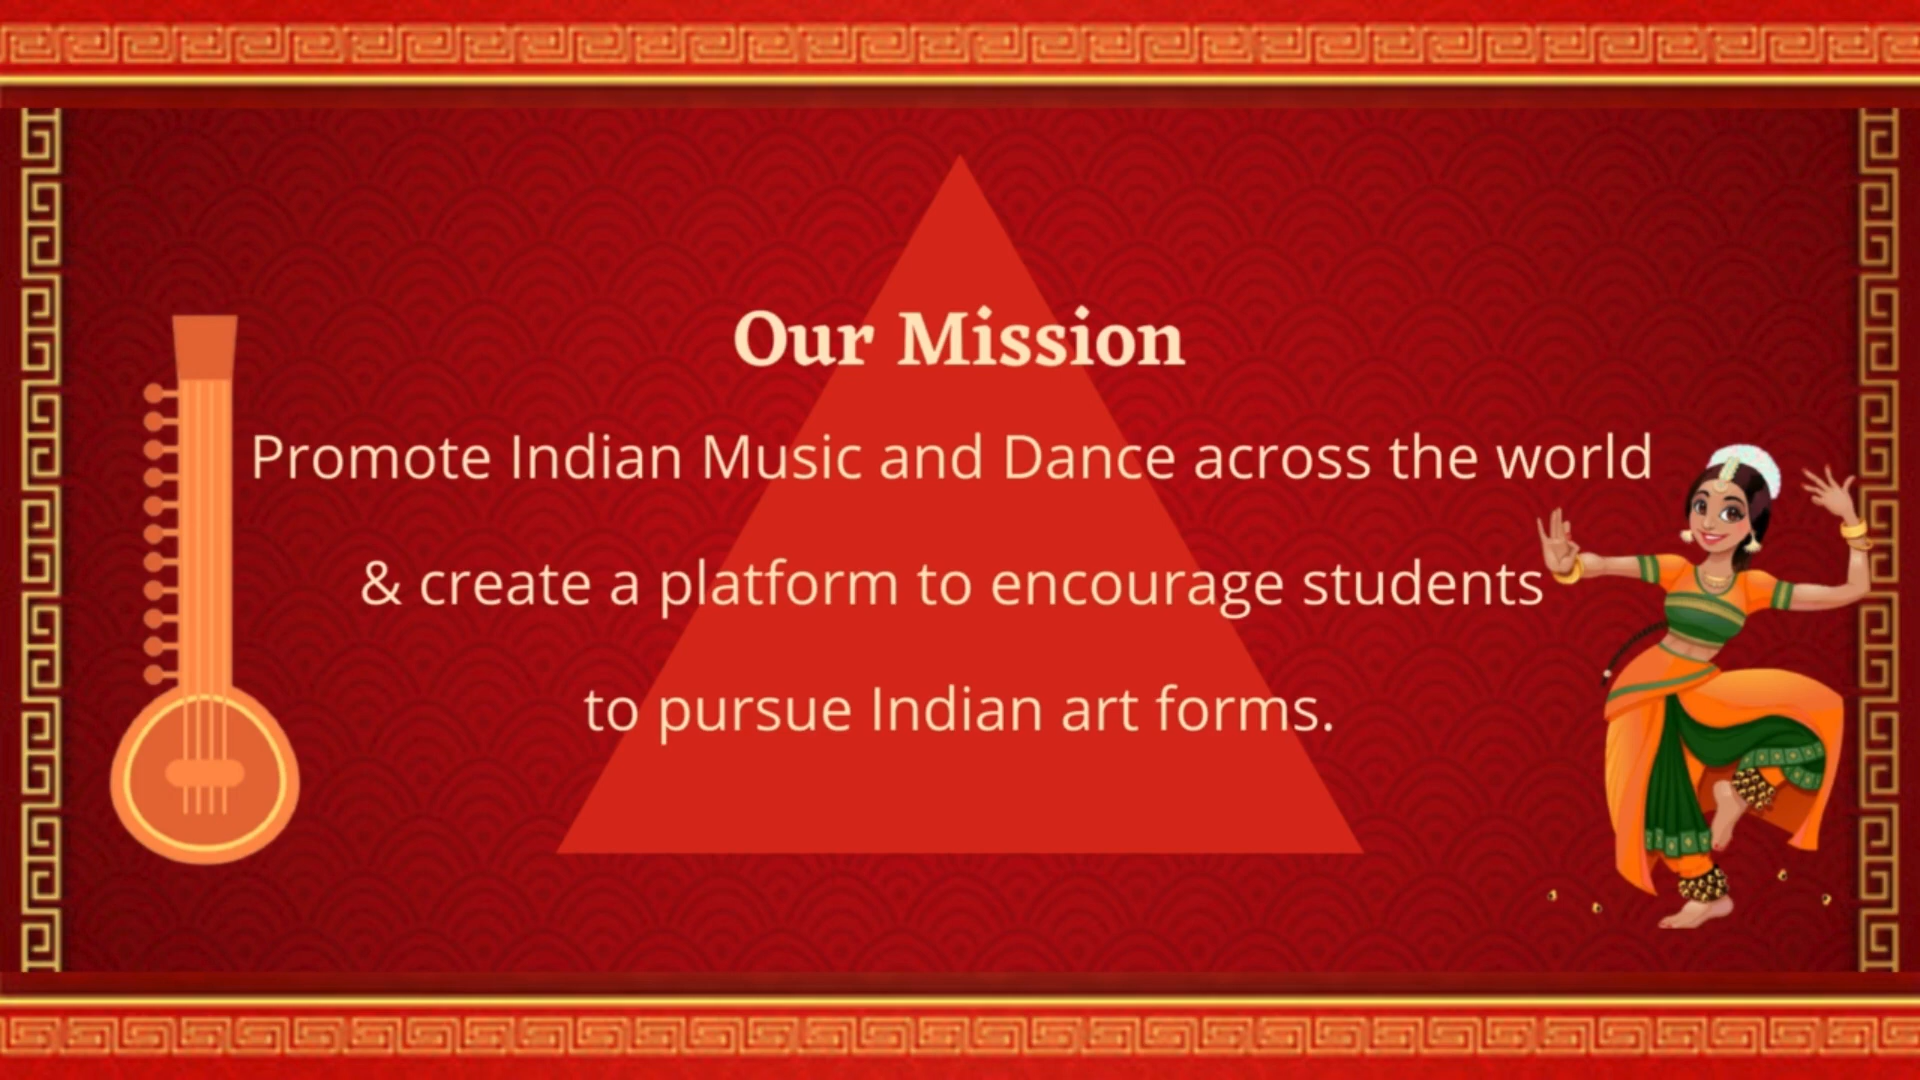 Our Mission
Promote Indian Music and Dance across the world
& create a platform to encourage students
to pursue Indian art forms.